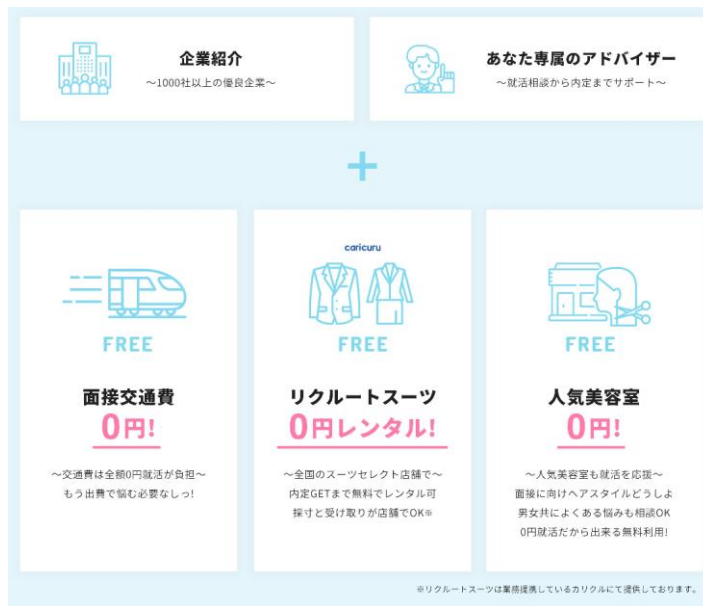 企業紹介
〜1000社以上の優良企業〜
あなた専属のアドバイザー
〜就活相談から内定までサポート〜
+
FREE
面接交通費
0円!
〜交通費は全額0円就活が負担〜
もう出費で悩む必要なしっ!
caricuru
FREE
リクルートスーツ
0円レンタル!
〜全国のスーツセレクト店舗で〜
内定GETまで無料でレンタル可
採寸と受け取りが店舗でOK※
FREE
人気美容室
0円!
〜人気美容室も就活を応援〜
面接に向けヘアスタイルどうしよ
男女共によくある悩みも相談OK
0円就活だから出来る無料利用!
※リクルートスーツは業務提携しているカリクルにて提供しております。